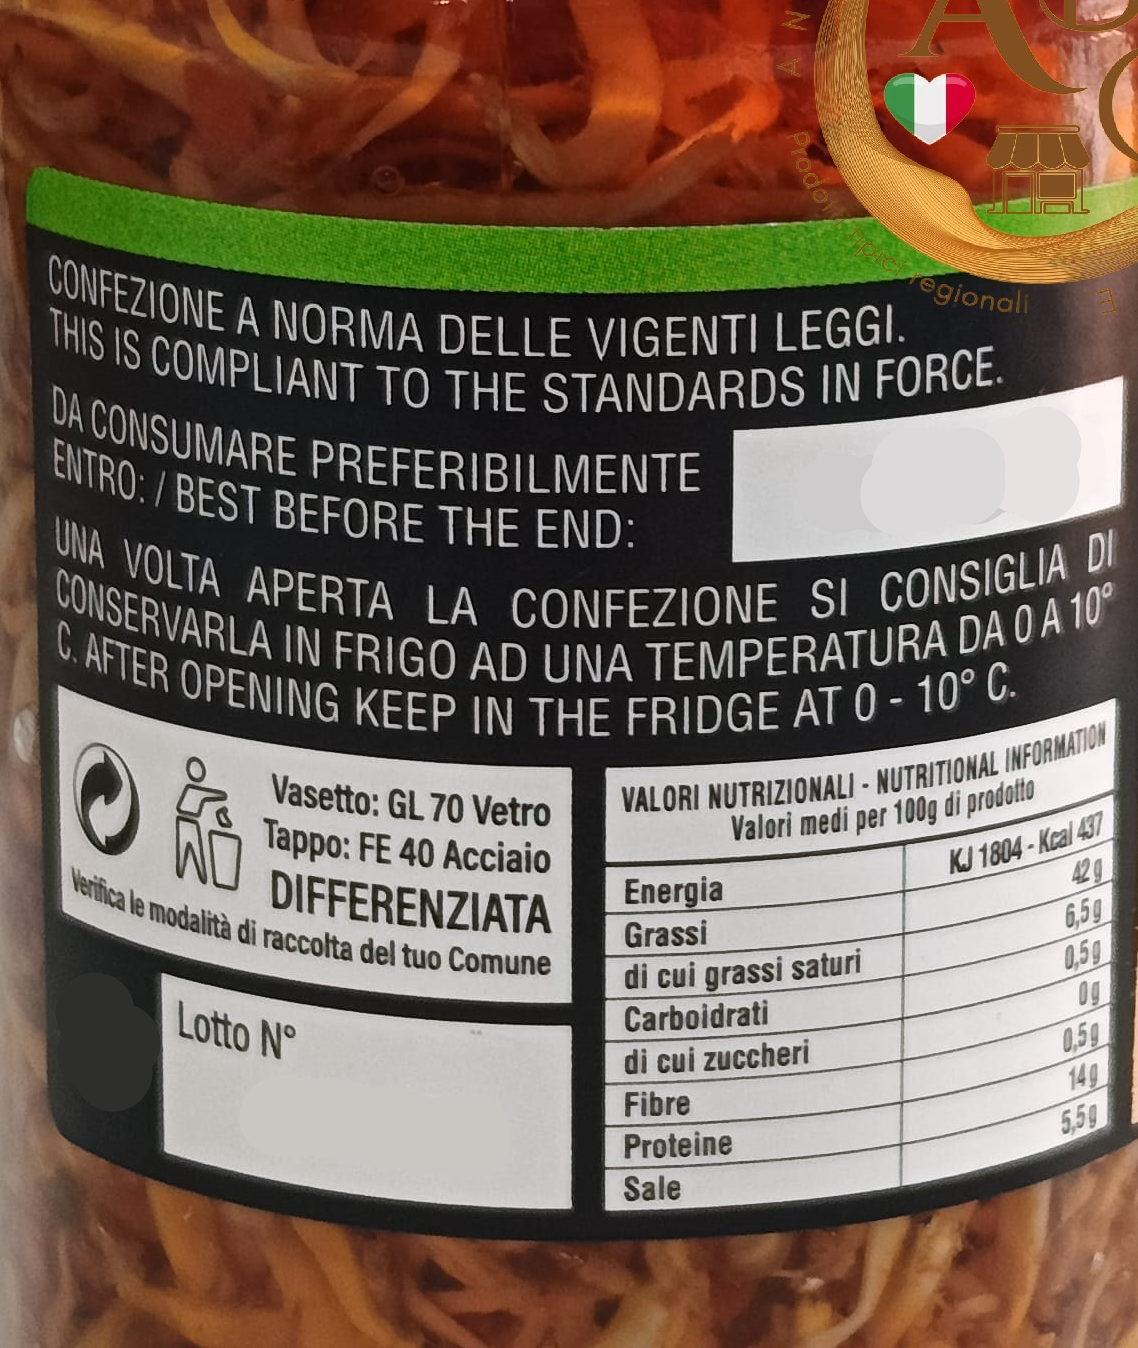 Prodotti tipici regionali
CONFEZIONE A NORMA DELLE VIGENTI LEGGI.
THIS IS COMPLIANT TO THE STANDARDS IN FORCE.
DA CONSUMARE PREFERIBILMENTE
ENTRO: / BEST BEFORE THE END:
UNA VOLTA APERTA LA CONFEZIONE SI CONSIGLIA DI
CONSERVARLA IN FRIGO AD UNA TEMPERATURA DA 0 A 10°
C. AFTER OPENING KEEP IN THE FRIDGE AT 0 - 10° C.
Vasetto: GL 70 Vetro
Tappo: FE 40 Acciaio
DIFFERENZIATA
Verifica le modalità di raccolta del tuo Comune
Lotto N°
VALORI NUTRIZIONALI - NUTRITIONAL INFORMATION
Valori medi per 100g di prodotto
Energia KJ 1804 - Kcal 437
Grassi 42 g
di cui grassi saturi 6,5 g
Carboidrati 0,5 g
di cui zuccheri 0 g
Fibre 0,5 g
Proteine 14 g
Sale 5,5 g